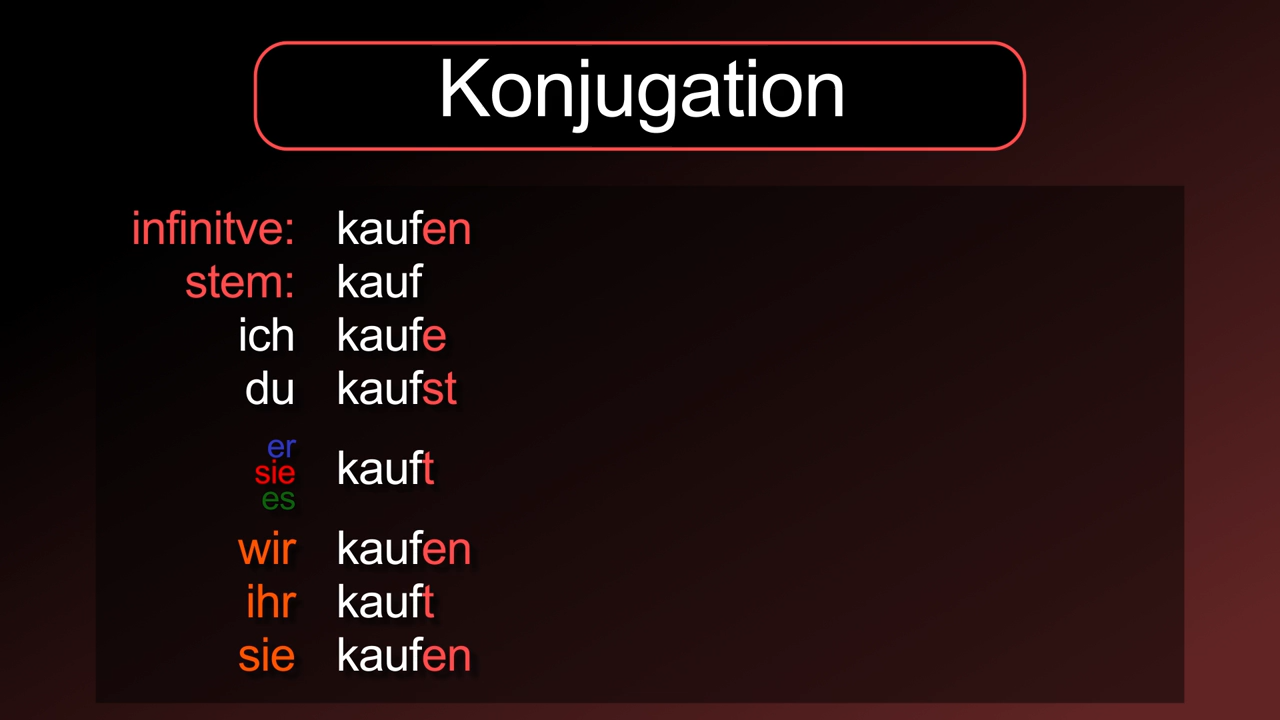 Konjugation
infinitve: kaufen
stem: kauf
ich kaufe
du kaufst
er
sie kauft
es
wir kaufen
ihr kauft
sie kaufen